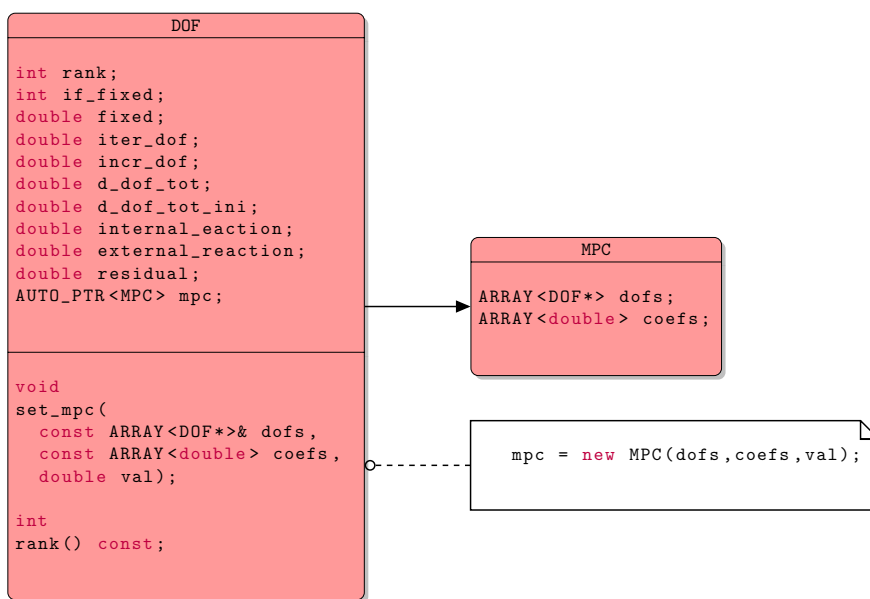 DOF
int rank;
int if_fixed;
double fixed;
double iter_dof;
double incr_dof;
double d_dof_tot;
double d_dof_tot_ini;
double internal_eaction;
double external_reaction;
double residual;
AUTO_PTR<MPC> mpc;
void
set_mpc(
const ARRAY<DOF*>& dofs,
const ARRAY<double> coefs,
double val);
int
rank() const;
MPC
ARRAY<DOF*> dofs;
ARRAY<double> coefs;
mpc = new MPC(dofs,coefs,val);